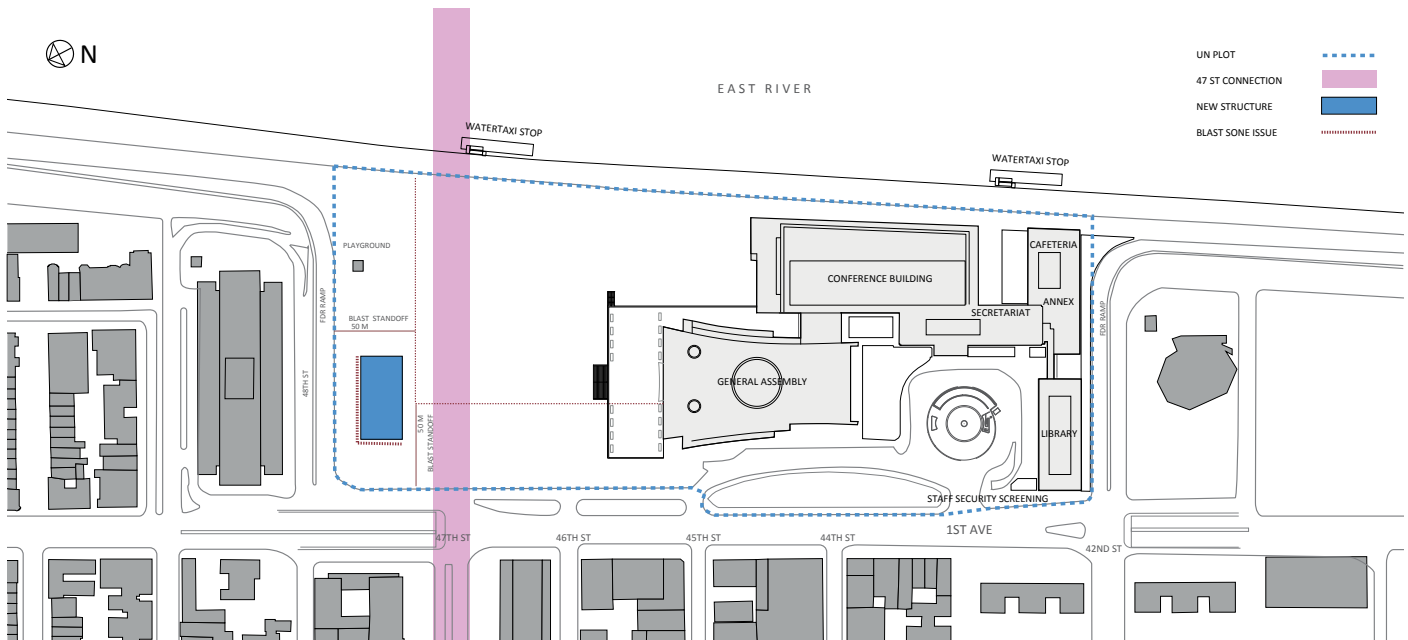 N
EAST RIVER
UN PLOT
47 ST CONNECTION
NEW STRUCTURE
BLAST SONE ISSUE
WATERTAXI STOP
WATERTAXI STOP
PLAYGROUND
CAFETERIA
CONFERENCE BUILDING
ANNEX
SECRETARIAT
FDR RAMP
FDR RAMP
BLAST STANDOFF
50 M
48TH ST
GENERAL ASSEMBLY
50 M
BLAST STANDOFF
LIBRARY
STAFF SECURITY SCREENING
1ST AVE
47TH ST
46TH ST
45TH ST
44TH ST
42ND ST